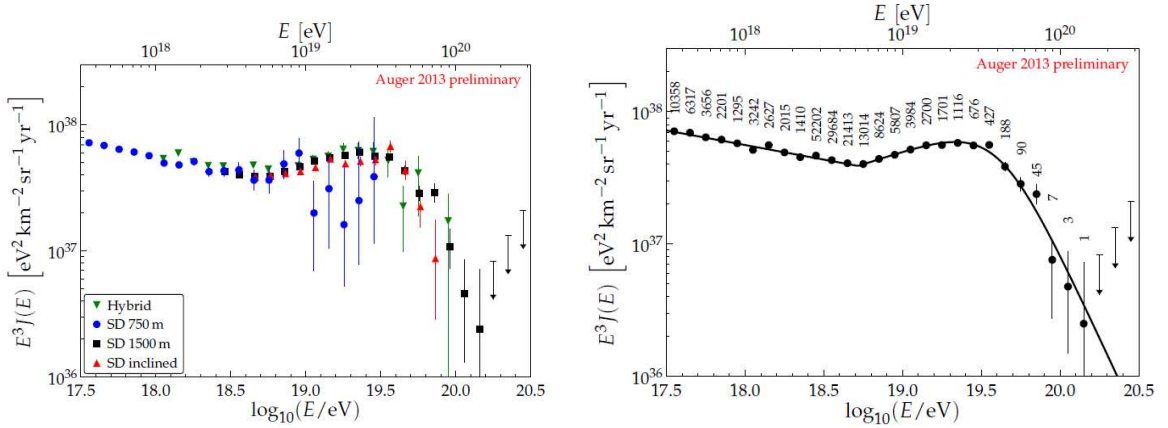 E [eV]
10^18 10^19 10^20
Auger 2013 preliminary
10^38
10^37
10^36
E^3 J(E) [eV^2 km^−2 sr^−1 yr^−1]
Hybrid
SD 750 m
SD 1500 m
SD inclined
17.5 18.0 18.5 19.0 19.5 20.0 20.5
log_10(E/eV)
E [eV]
10^18 10^19 10^20
Auger 2013 preliminary
10^38
10^37
10^36
E^3 J(E) [eV^2 km^−2 sr^−1 yr^−1]
10358
6317
3656
2201
1295
3242
2627
2015
1410
52202
29684
21413
13014
8624
5807
3984
2700
1701
1116
676
427
188
90
45
7
3
1
17.5 18.0 18.5 19.0 19.5 20.0 20.5
log_10(E/eV)